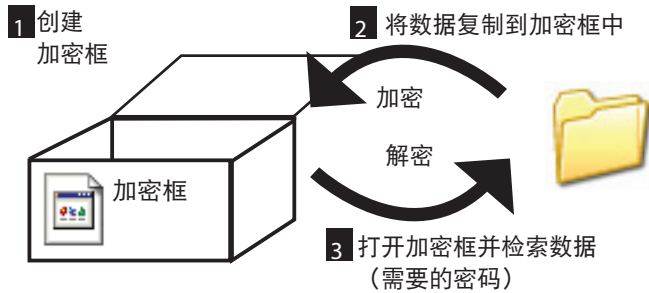 1 创建
加密框
2 将数据复制到加密框中
加密
解密
加密框
3 打开加密框并检索数据
（需要的密码）